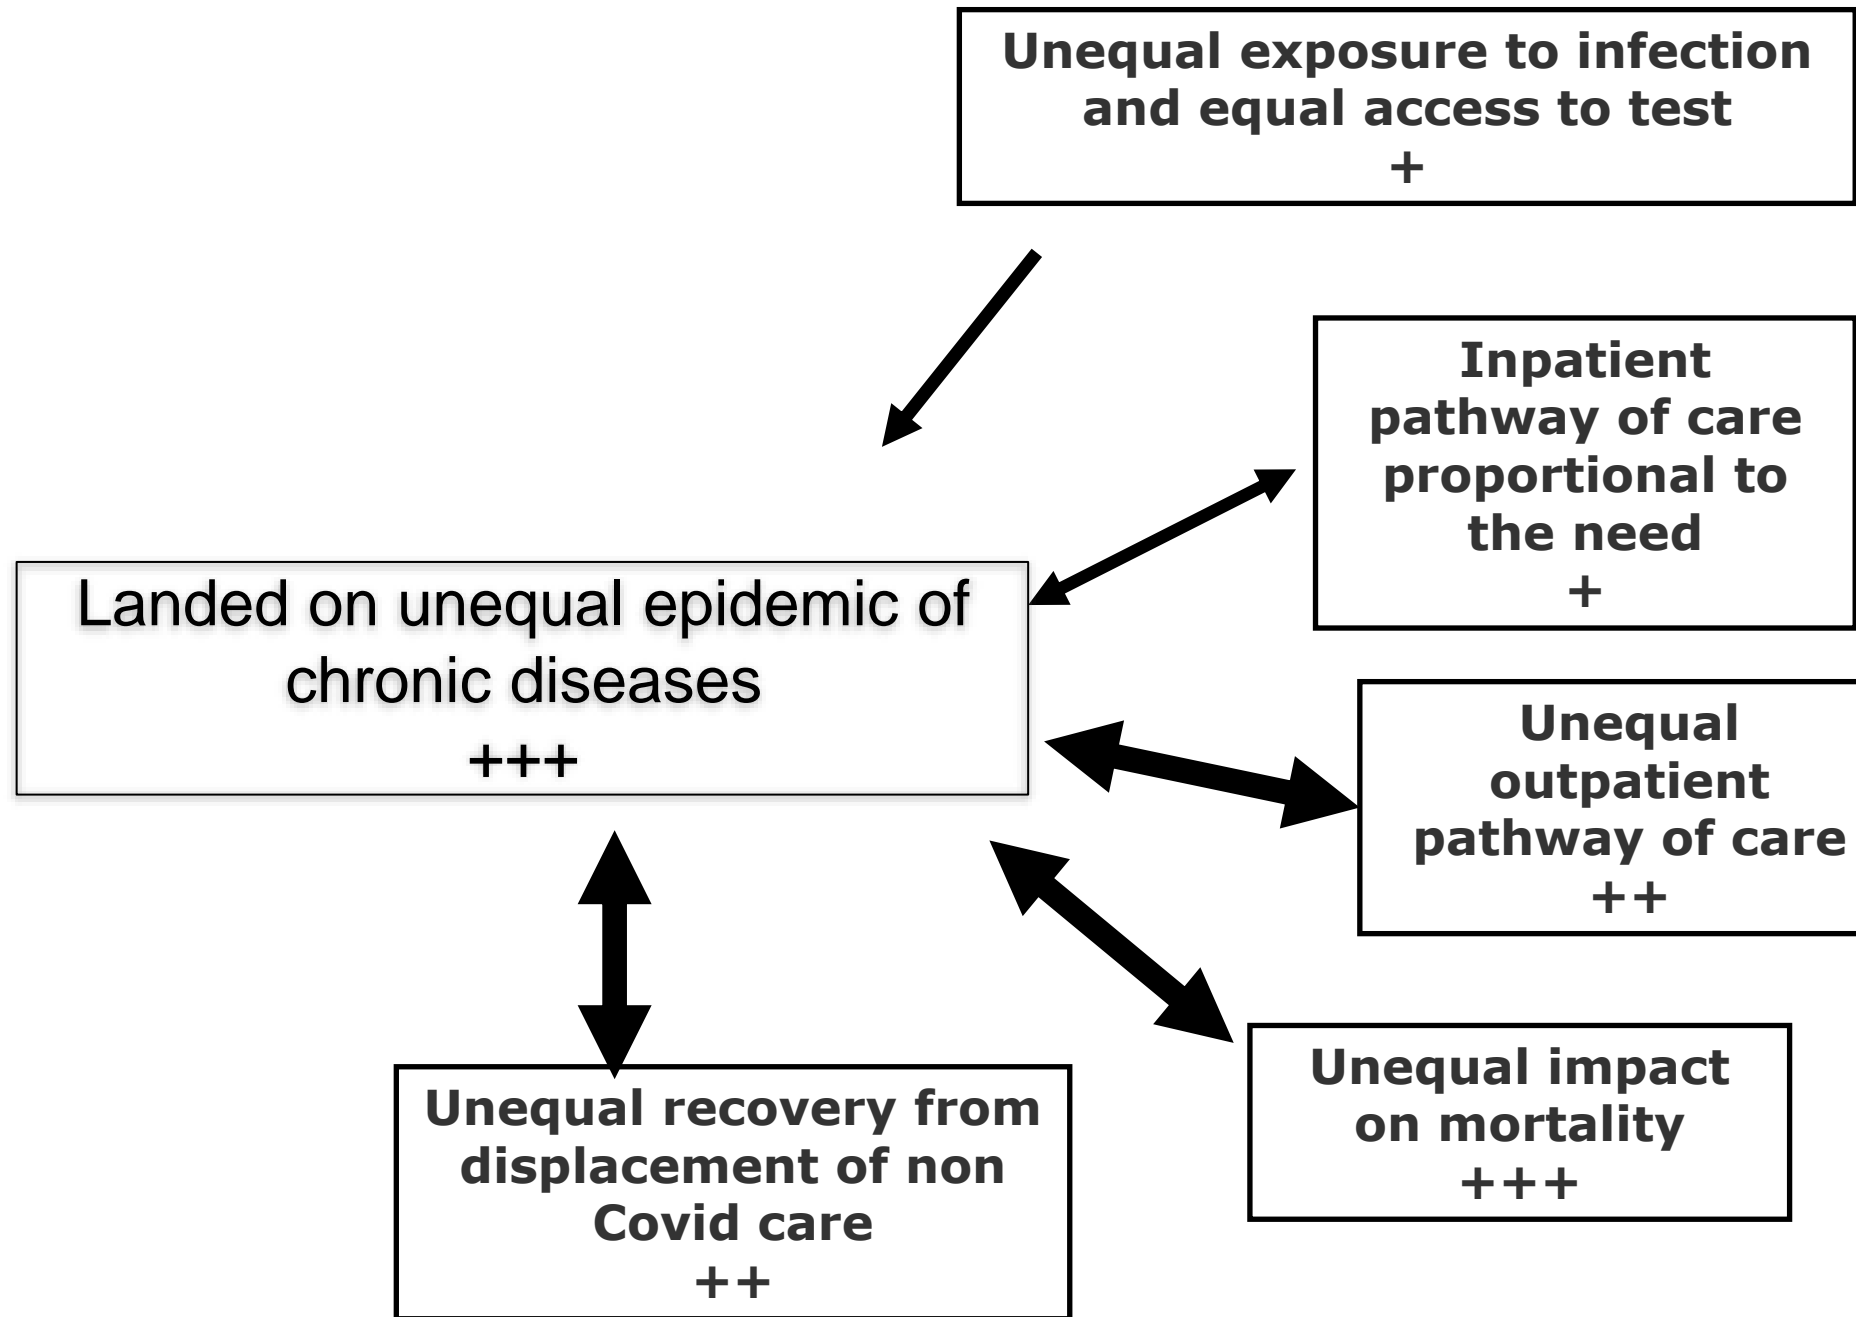 Unequal exposure to infection
and equal access to test
+
Inpatient
pathway of care
proportional to
the need
+
Landed on unequal epidemic of
chronic diseases
+++
Unequal
outpatient
pathway of care
++
Unequal impact
on mortality
+++
Unequal recovery from
displacement of non
Covid care
++